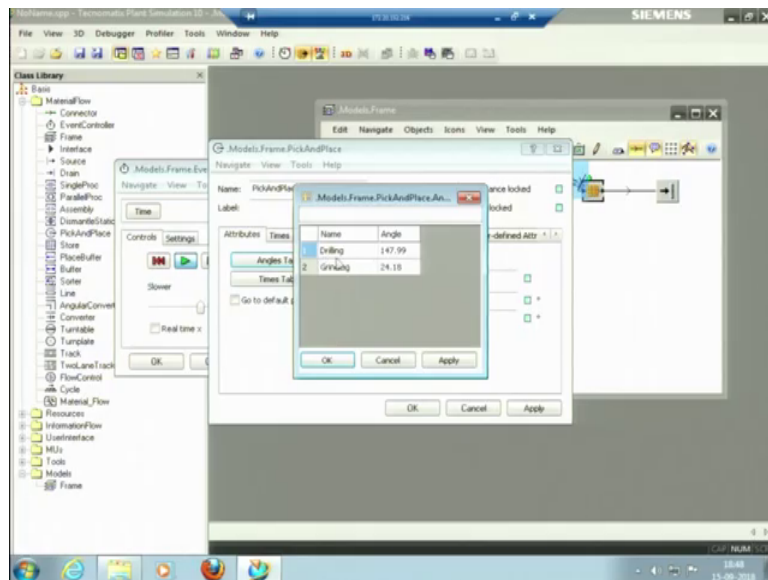 NoName.spp - Tecnomatix Plant Simulation 10 -
SIEMENS
File View 3D Debugger Profiler Tools Window Help
Class Library
Basis
MaterialFlow
Connector
EventController
Frame
Interface
Source
Drain
SingleProc
ParallelProc
Assembly
DismantleStatic
PickAndPlace
Store
PlaceBuffer
Buffer
Sorter
Line
AngularConvert
Converter
Turntable
Turnplate
Track
TwoLaneTrack
FlowControl
Cycle
Material_Flow
Resources
InformationFlow
UserInterface
MUs
Tools
Models
Frame
.Models.Frame.Eve
Navigate View To
Time
Controls Settings
Slower
Real time x
OK
.Models.Frame
Edit Navigate Objects Icons View Tools Help
.Models.Frame.PickAndPlace
Navigate View Tools Help
Name: PickAndPlac
ance locked
Label:
locked
Attributes Times
r-defined Attr
Angles Ta
Times Tab
Go to default p
OK Cancel Apply
.Models.Frame.PickAndPlace.An...
Name Angle
1 Drilling 147.99
2 Grinding 24.18
OK Cancel Apply
CAP NUM SCR
18:48
15-09-2018